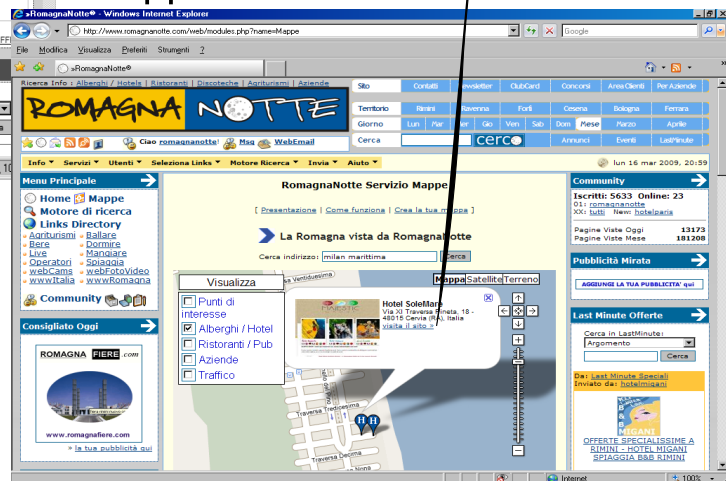 »RomagnaNotte® - Windows Internet Explorer
http://www.romagnanotte.com/web/modules.php?name=Mappe
Google
File Modifica Visualizza Preferiti Strumenti ?
»RomagnaNotte®
Ricerca Info : Alberghi / Hotels | Ristoranti | Discoteche | Agriturismi | Aziende
Sito Contatti Newsletter ClubCard Concorsi Area Clienti Per Aziende
ROMAGNA NOTTE
Territorio Rimini Ravenna Forlì Cesena Bologna Ferrara
Giorno Lun Mar Mer Gio Ven Sab Dom Mese Marzo Aprile
Ciao romagnanotte! Msg WebEmail
Cerca cerco Annunci Eventi LastMinute
Info Servizi Utenti Seleziona Links Motore Ricerca Invia Aiuto
lun 16 mar 2009, 20:59
Menu Principale
Home Mappe
Motore di ricerca
Links Directory
Agriturismi Ballare
Bere Dormire
Live Mangiare
Operatori Spiaggia
webCams webFotoVideo
wwwItalia wwwRomagna
Community
Consigliato Oggi
ROMAGNA FIERE.com
www.romagnafiere.com
» la tua pubblicità qui
RomagnaNotte Servizio Mappe
[ Presentazione | Come funziona | Crea la tua mappa ]
La Romagna vista da RomagnaNotte
Cerca indirizzo: milan marittima Cerca
Visualizza
Punti di interesse
Alberghi / Hotel
Ristoranti / Pub
Aziende
Traffico
Mappa Satellite Terreno
MAJESTIC
Hotel SoleMare
Via XI Traversa Pineta, 18 -
48015 Cervia (RA), Italia
visita il sito »
Traversa Tredicesima
H H
Traversa Decima
Community
Iscritti: 5633 Online: 23
01: romagnanotte
XX: tutti New: hotelparis
Pagine Viste Oggi 13173
Pagine Viste Mese 181208
Pubblicità Mirata
AGGIUNGI LA TUA PUBBLICITA' qui
Last Minute Offerte
Cerca in LastMinute:
Argomento
Cerca
Da: Last Minute Speciali
Inviato da: hotelmigani
B&B
MIGANI
OFFERTE SPECIALISSIME A
RIMINI - HOTEL MIGANI
SPIAGGIA B&B RIMINI
Internet 100%